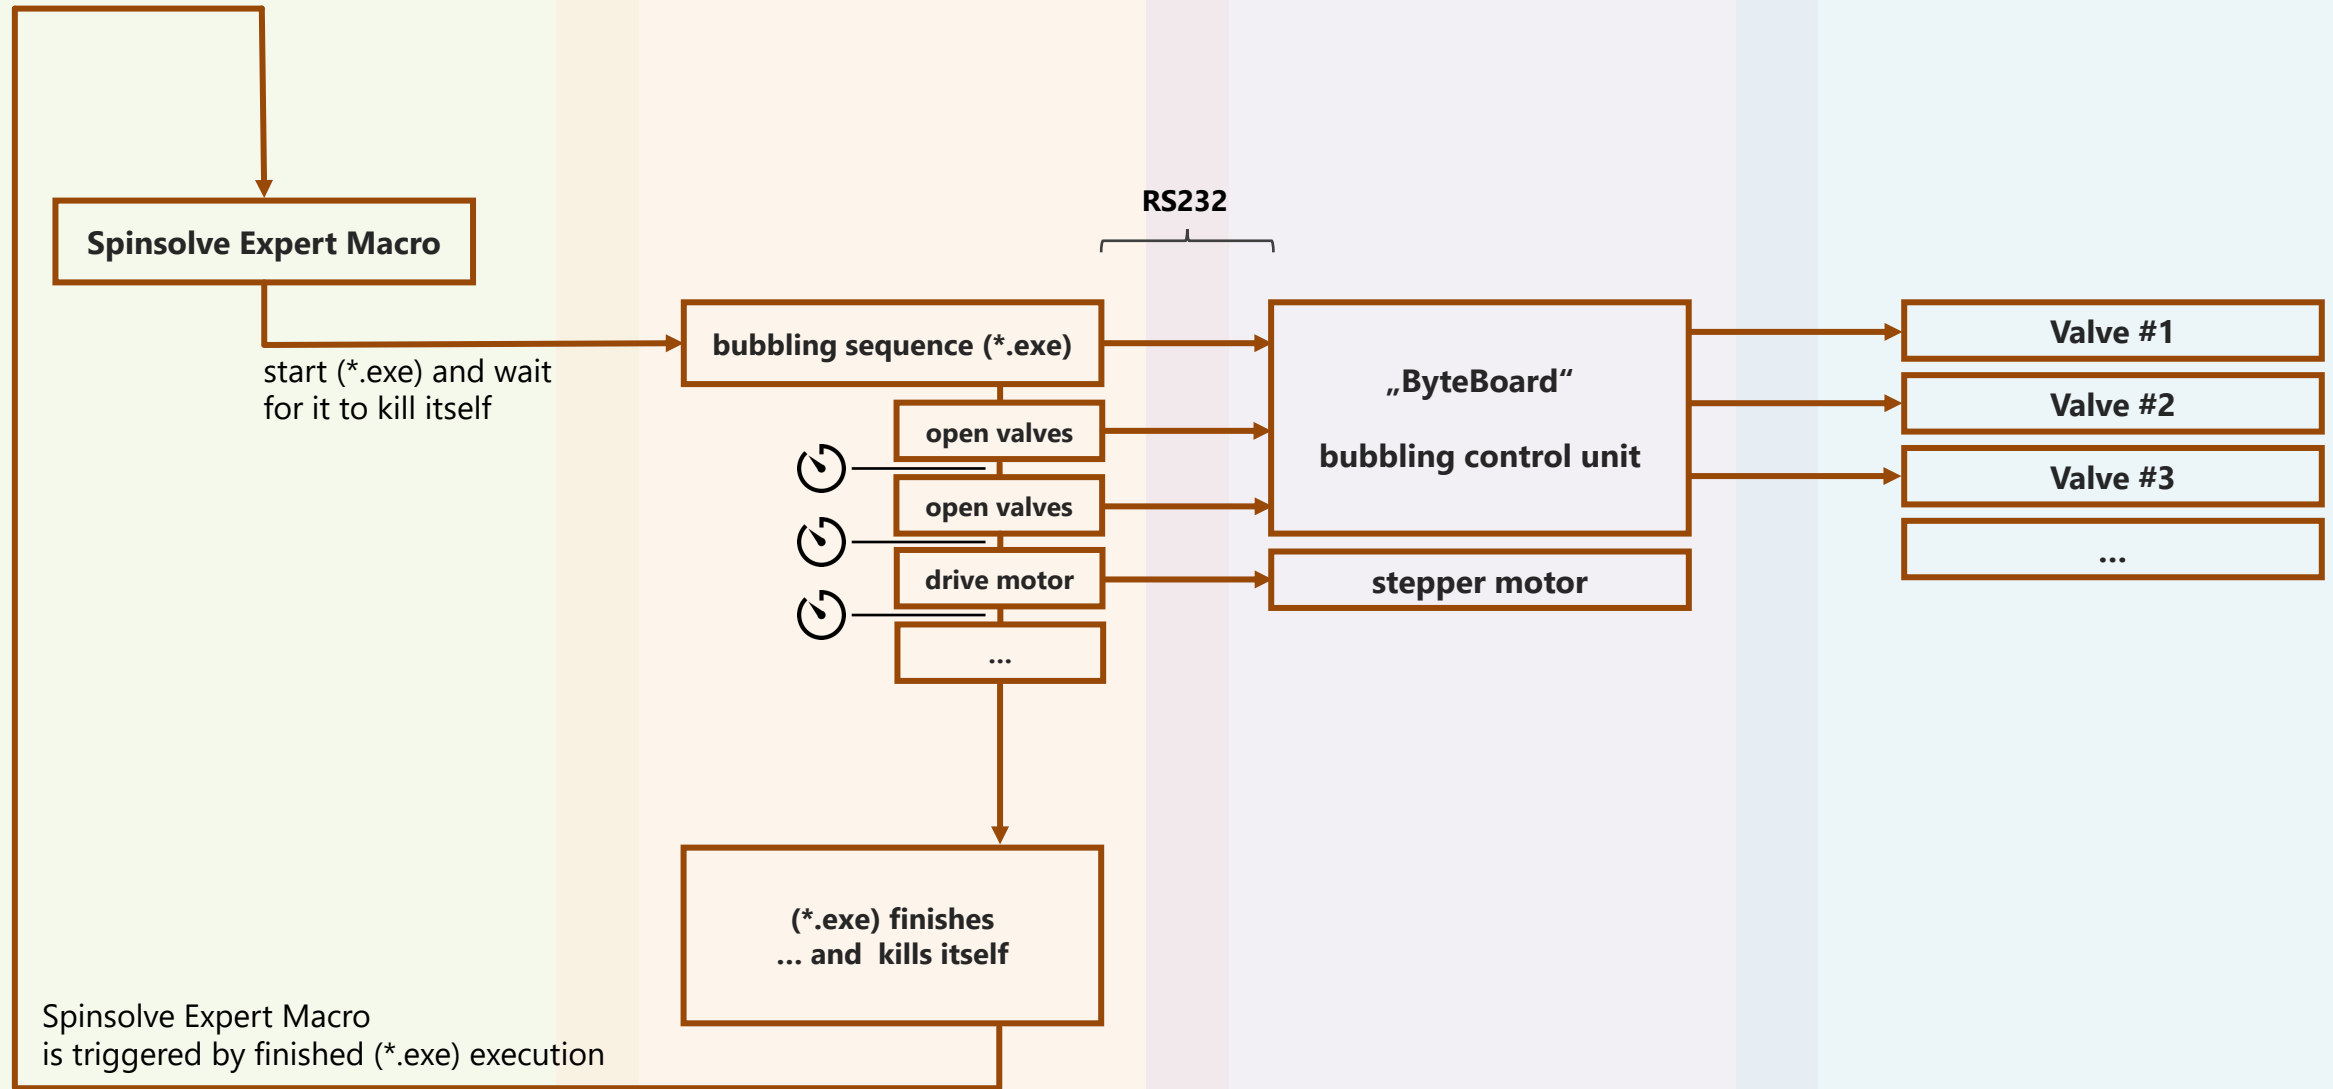 RS232
Spinsolve Expert Macro
start (*.exe) and wait
for it to kill itself
bubbling sequence (*.exe)
open valves
open valves
drive motor
...
„ByteBoard“
bubbling control unit
stepper motor
Valve #1
Valve #2
Valve #3
...
(*.exe) finishes
... and  kills itself
Spinsolve Expert Macro
is triggered by finished (*.exe) execution